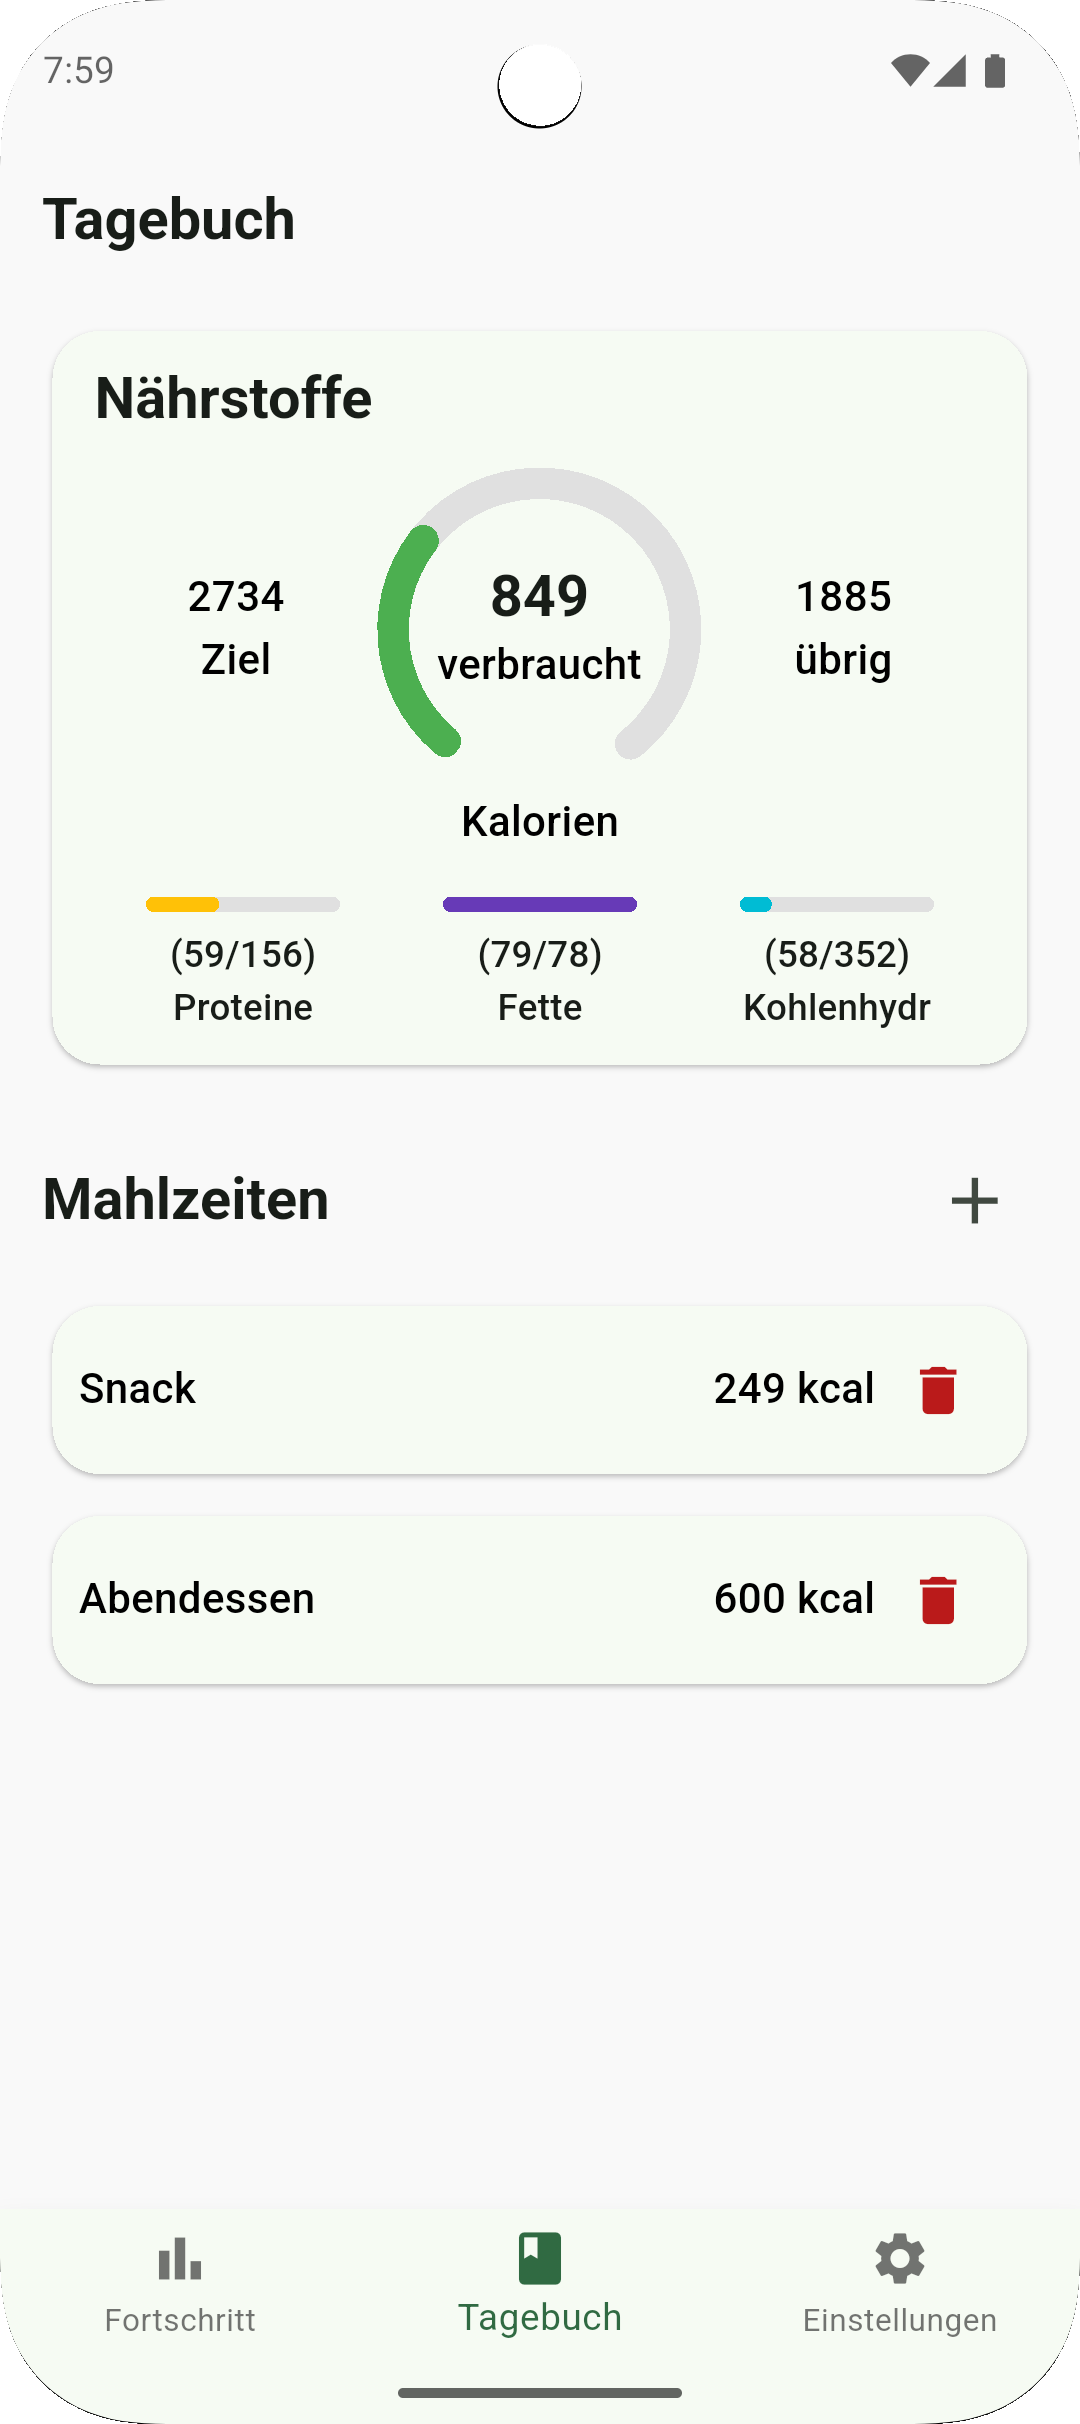 7:59
Tagebuch
Nährstoffe
2734
Ziel
849
verbraucht
1885
übrig
Kalorien
(59/156)
Proteine
(79/78)
Fette
(58/352)
Kohlenhydr
Mahlzeiten
Snack 249 kcal
Abendessen 600 kcal
Fortschritt Tagebuch Einstellungen